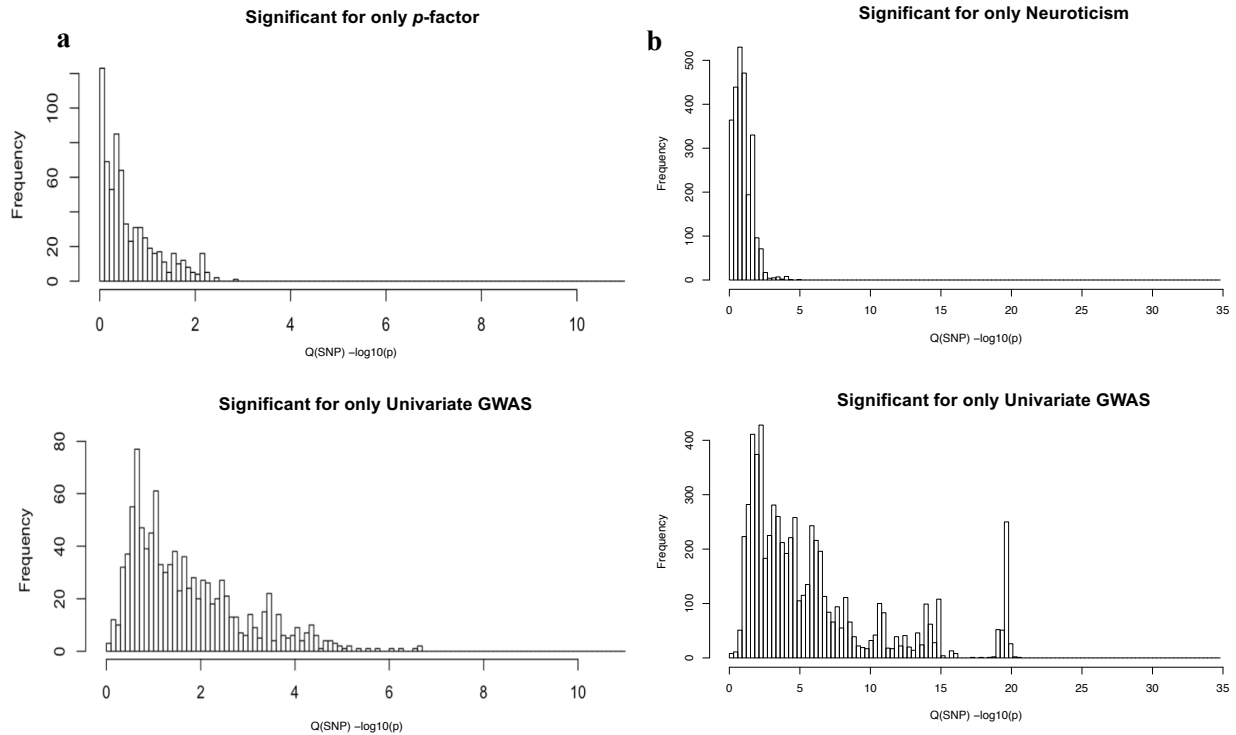 a
Significant for only p-factor
Frequency
0 20 60 100
0 2 4 6 8 10
Q(SNP) −log10(p)
b
Significant for only Neuroticism
Frequency
0 100 200 300 400 500
0 5 10 15 20 25 30 35
Q(SNP) −log10(p)
Significant for only Univariate GWAS
Frequency
0 20 40 60 80
0 2 4 6 8 10
Q(SNP) −log10(p)
Significant for only Univariate GWAS
Frequency
0 100 200 300 400
0 5 10 15 20 25 30 35
Q(SNP) −log10(p)